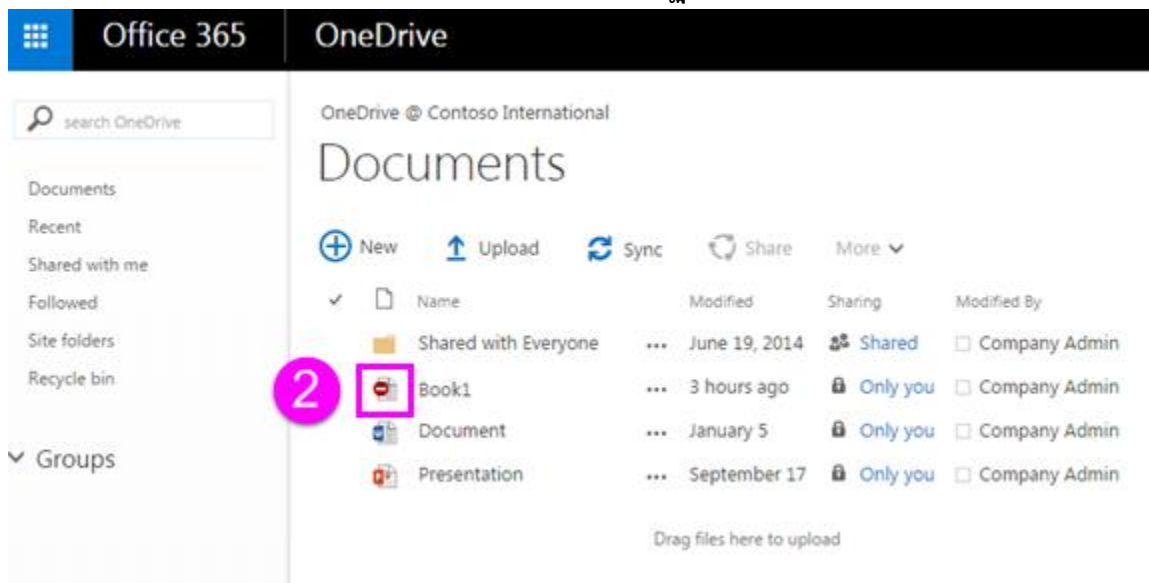 Office 365
OneDrive
search OneDrive
Documents
Recent
Shared with me
Followed
Site folders
Recycle bin
Groups
OneDrive @ Contoso International
Documents
New Upload Sync Share More
Name Modified Sharing Modified By
Shared with Everyone ... June 19, 2014 Shared Company Admin
2
Book1 ... 3 hours ago Only you Company Admin
Document ... January 5 Only you Company Admin
Presentation ... September 17 Only you Company Admin
Drag files here to upload